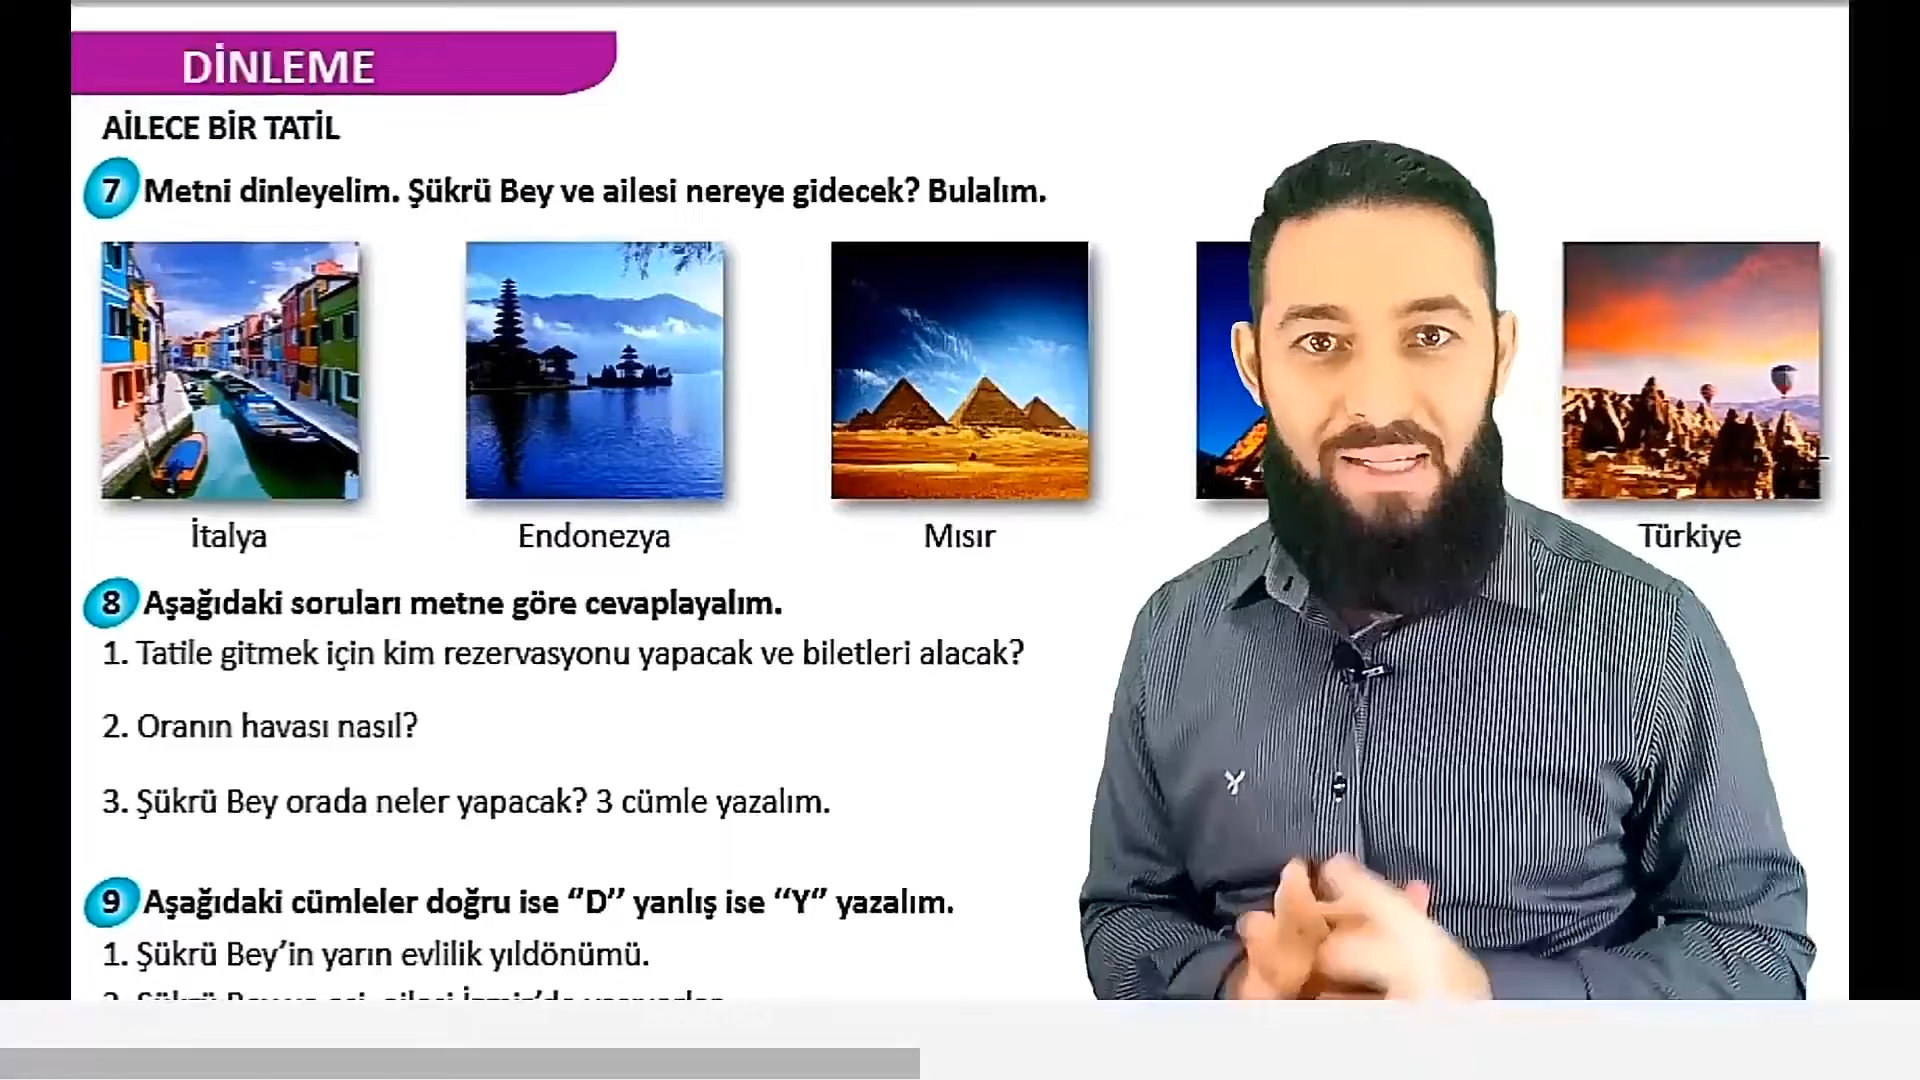 DİNLEME
AİLECE BİR TATİL
7 Metni dinleyelim. Şükrü Bey ve ailesi nereye gidecek? Bulalım.
İtalya
Endonezya
Mısır
Türkiye
8 Aşağıdaki soruları metne göre cevaplayalım.
1. Tatile gitmek için kim rezervasyonu yapacak ve biletleri alacak?
2. Oranın havası nasıl?
3. Şükrü Bey orada neler yapacak? 3 cümle yazalım.
9 Aşağıdaki cümleler doğru ise “D” yanlış ise “Y” yazalım.
1. Şükrü Bey’in yarın evlilik yıldönümü.